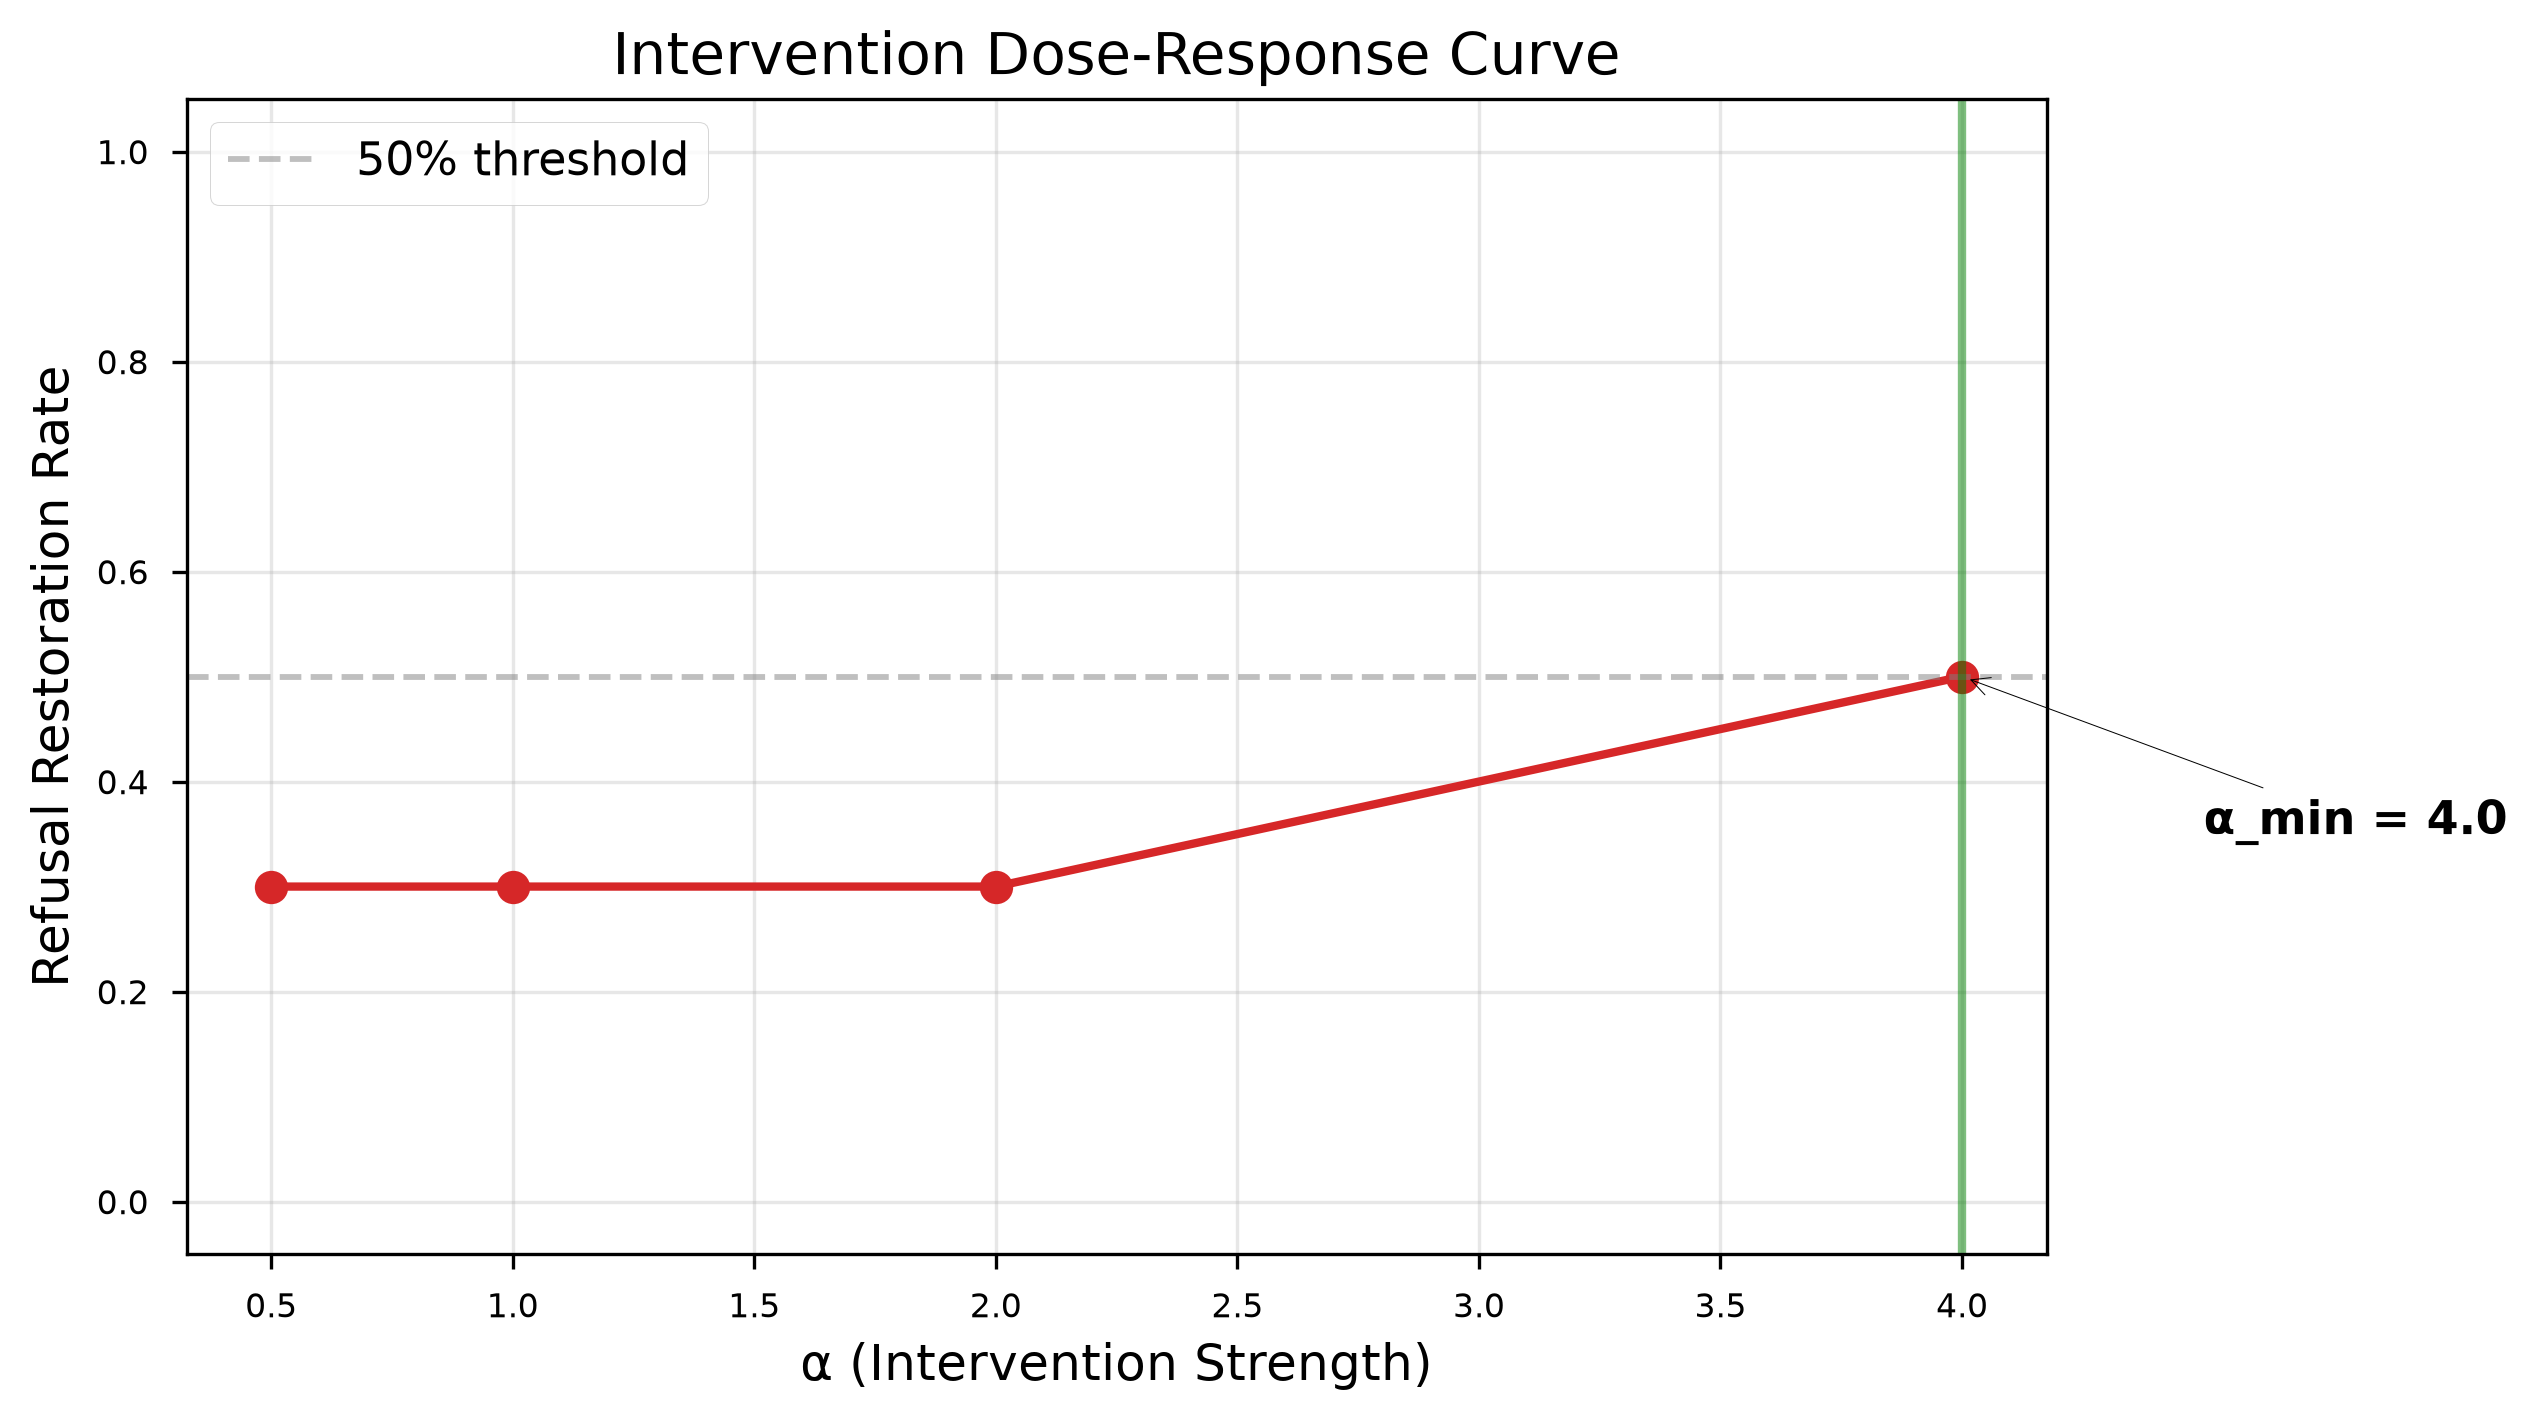 Intervention Dose-Response Curve
50% threshold
Refusal Restoration Rate
1.0
0.8
0.6
0.4
0.2
0.0
α_min = 4.0
0.5 1.0 1.5 2.0 2.5 3.0 3.5 4.0
α (Intervention Strength)